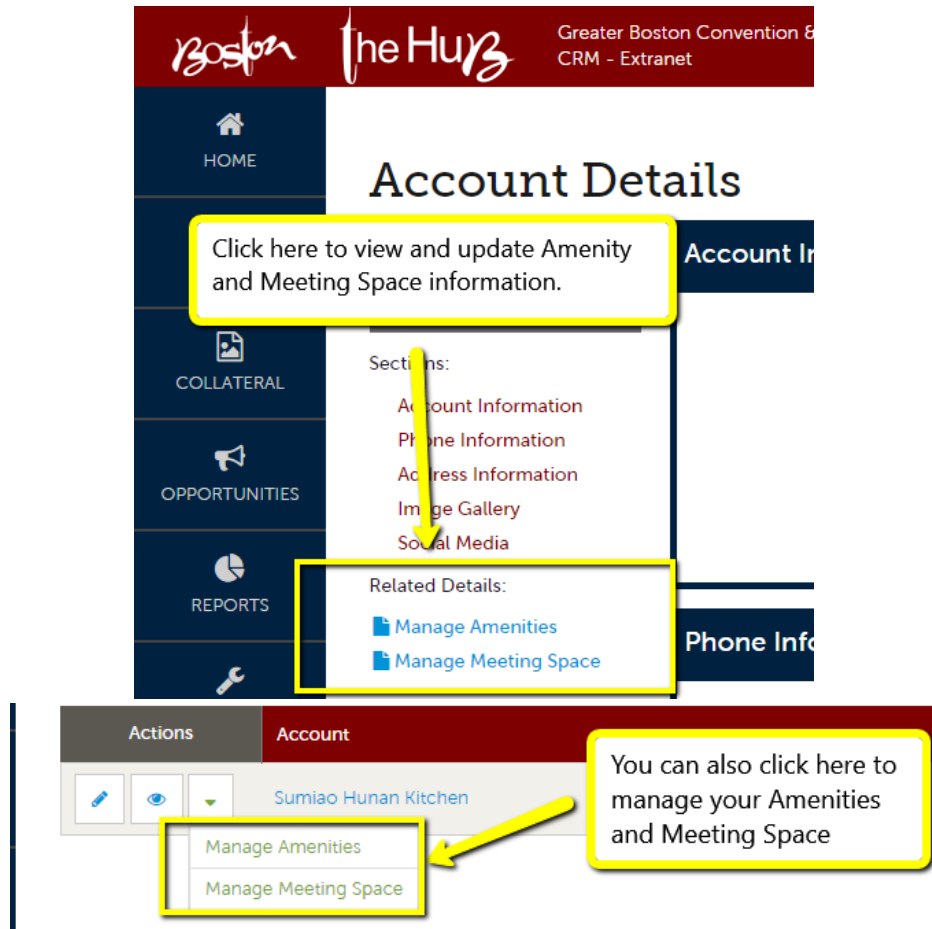 Boston
the HuB
Greater Boston Convention &
CRM - Extranet
HOME
Account Details
Click here to view and update Amenity
and Meeting Space information.
Account In
COLLATERAL
Sections:
Account Information
OPPORTUNITIES
Phone Information
Address Information
Image Gallery
Social Media
REPORTS
Related Details:
Manage Amenities
Manage Meeting Space
Phone Info
Actions
Account
Sumiao Hunan Kitchen
You can also click here to
manage your Amenities
and Meeting Space
Manage Amenities
Manage Meeting Space